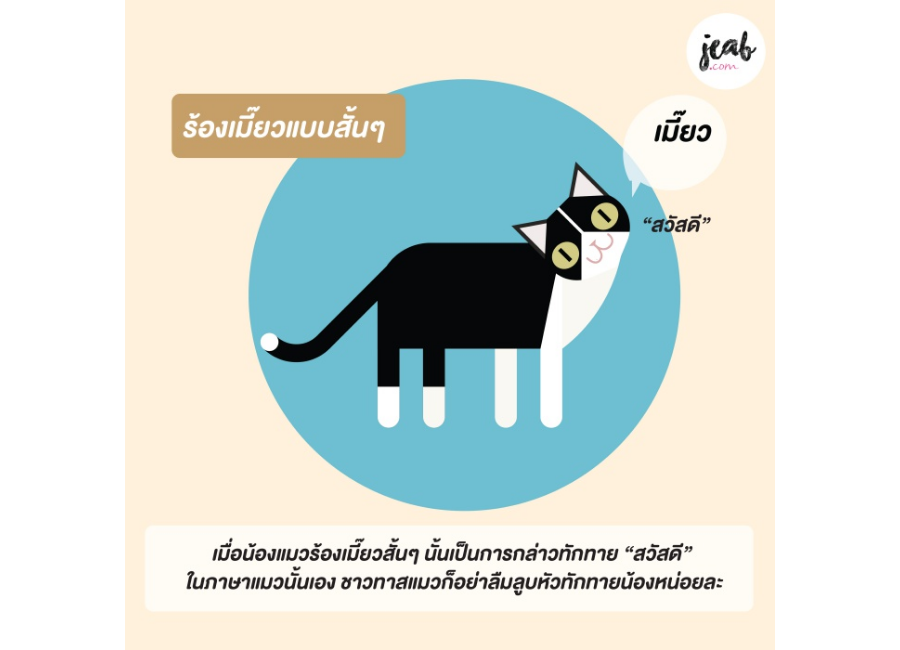 jeab
.com
ร้องเมี๊ยวแบบสั้นๆ
เมี๊ยว
“สวัสดี”
เมื่อน้องแมวร้องเมี๊ยวสั้นๆ นั้นเป็นการกล่าวทักทาย “สวัสดี”
ในภาษาแมวนั้นเอง ชาวทาสแมวก็อย่าลืมลูบหัวทักทายน้องหน่อยละ